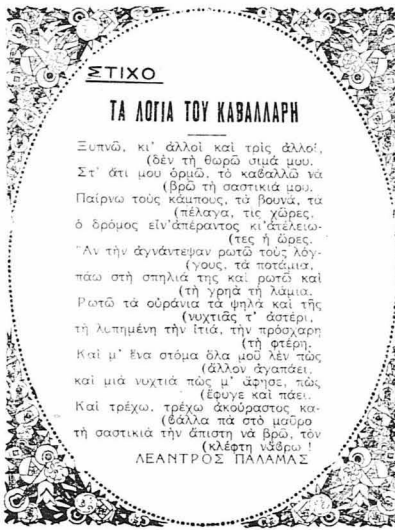 ΣΤΙΧΟ
ΤΑ ΛΟΓΙΑ ΤΟΥ ΚΑΒΑΛΛΑΡΗ
Ξυπνῶ, κι' ἄλλοὶ καὶ τρὶς ἄλλοί,
(δὲν τὴ θωρῶ σιμά μου.
Στ' ἄτι μου ὁρμῶ, τὸ καβαλλῶ νὰ
(βρῶ τὴ σαστικιά μου.
Παίρνω τοὺς κάμπους, τὰ βουνά, τὰ
(πέλαγα, τὶς χῶρες,
ὁ δρόμος εἶν' ἀπέραντος κι' ἀτέλειω-
(τες ἡ ὧρες.
Ἂν τὴν ἀγνάντεψαν ρωτῶ τοὺς λόγ-
(γους, τὰ ποτάμια,
πάω στὴ σπηλιά της καὶ ρωτῶ καὶ
(τὴ γρηὰ τὴ λάμια.
Ρωτῶ τὰ οὐράνια τὰ ψηλὰ καὶ τῆς
(νυχτιᾶς τ' ἀστέρι,
τὴ λυπημένη τὴν ἰτιά, τὴν πρόσχαρη
(τὴ φτέρη.
Καὶ μ' ἕνα στόμα ὅλα μοῦ λὲν πὼς
(ἄλλον ἀγαπάει,
καὶ μιὰ νυχτιὰ πὼς μ' ἄφησε, πὼς
(ἔφυγε καὶ πάει.
Καὶ τρέχω, τρέχω ἀκούραστος κα-
(βάλλα πὰ στὸ μαῦρο
τὴ σαστικιὰ τὴν ἄπιστη νὰ βρῶ, τὸν
(κλέφτη νἄβρω !
ΛΕΑΝΤΡΟΣ ΠΑΛΑΜΑΣ